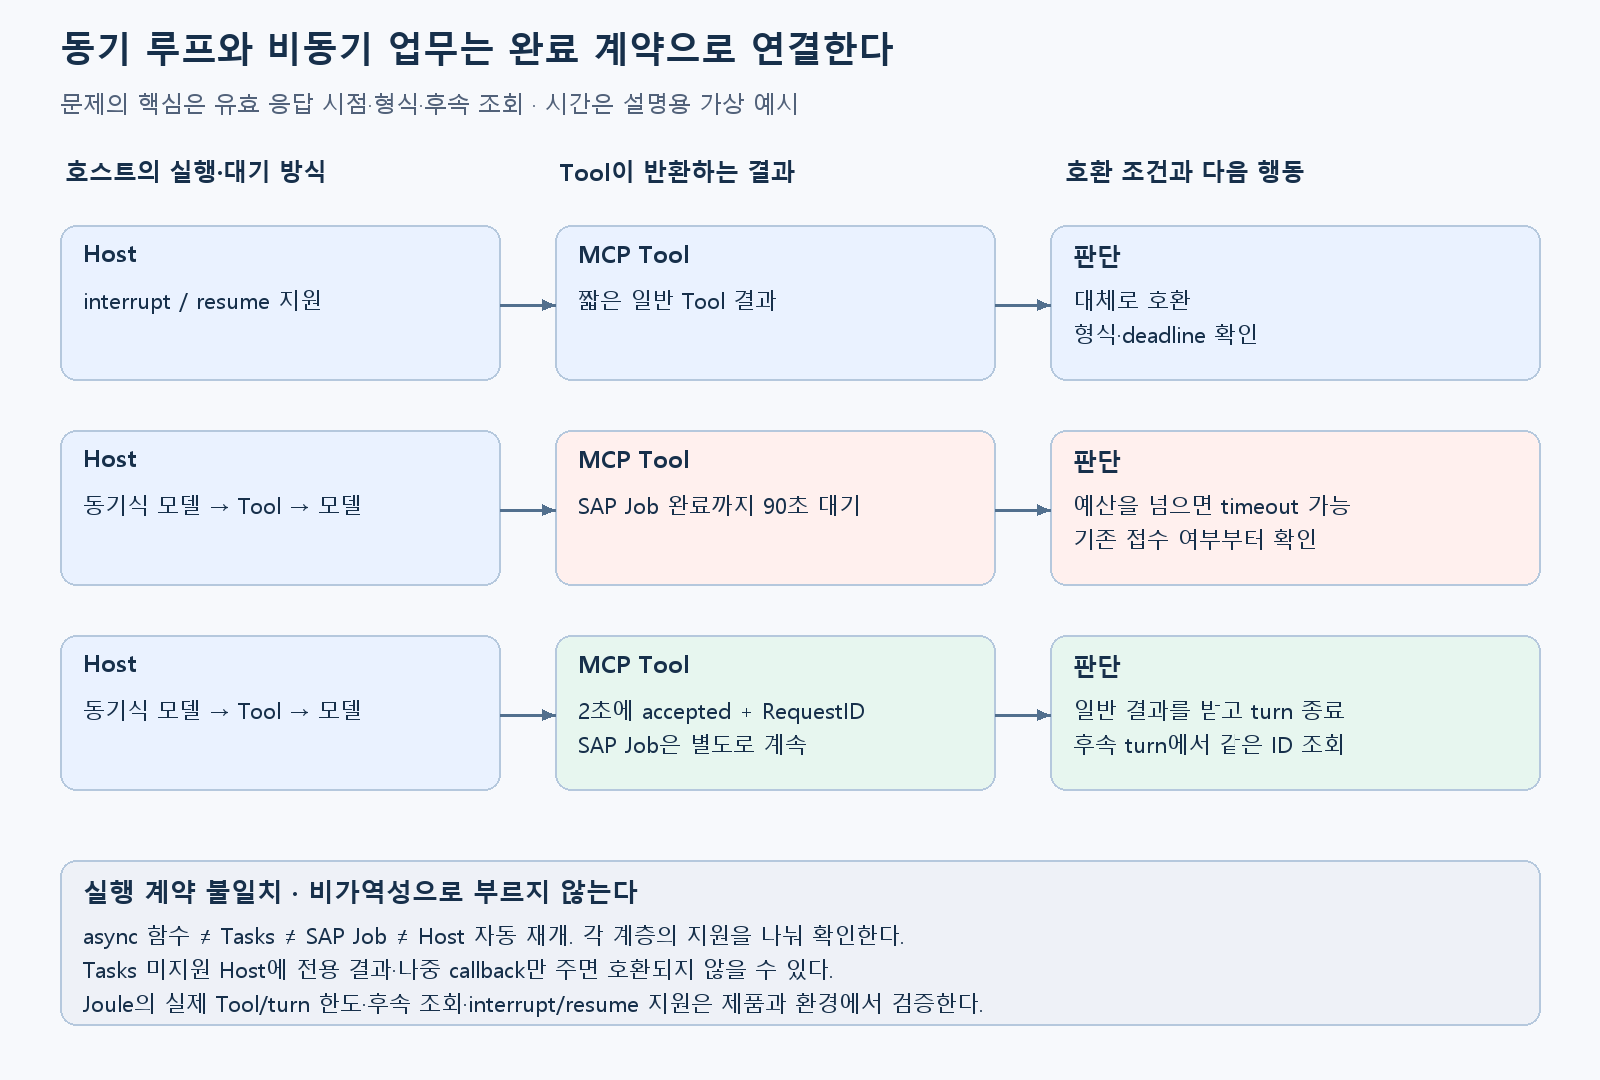 동기 루프와 비동기 업무는 완료 계약으로 연결한다
문제의 핵심은 유효 응답 시점·형식·후속 조회 · 시간은 설명용 가상 예시
호스트의 실행·대기 방식
Tool이 반환하는 결과
호환 조건과 다음 행동
Host
interrupt / resume 지원
MCP Tool
짧은 일반 Tool 결과
판단
대체로 호환
형식·deadline 확인
Host
동기식 모델 → Tool → 모델
MCP Tool
SAP Job 완료까지 90초 대기
판단
예산을 넘으면 timeout 가능
기존 접수 여부부터 확인
Host
동기식 모델 → Tool → 모델
MCP Tool
2초에 accepted + RequestID
SAP Job은 별도로 계속
판단
일반 결과를 받고 turn 종료
후속 turn에서 같은 ID 조회
실행 계약 불일치 · 비가역성으로 부르지 않는다
async 함수 ≠ Tasks ≠ SAP Job ≠ Host 자동 재개. 각 계층의 지원을 나눠 확인한다.
Tasks 미지원 Host에 전용 결과·나중 callback만 주면 호환되지 않을 수 있다.
Joule의 실제 Tool/turn 한도·후속 조회·interrupt/resume 지원은 제품과 환경에서 검증한다.